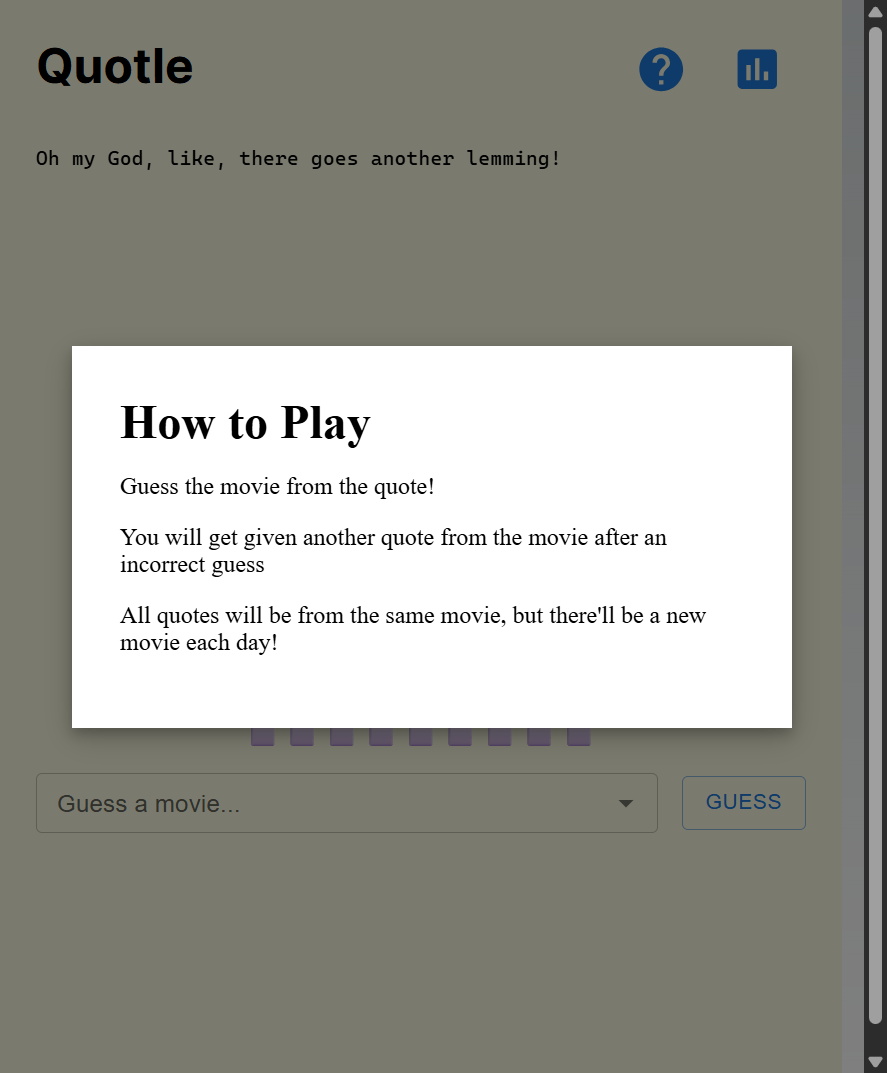 Quotle
Oh my God, like, there goes another lemming!
How to Play
Guess the movie from the quote!
You will get given another quote from the movie after an
incorrect guess
All quotes will be from the same movie, but there'll be a new
movie each day!
Guess a movie...
GUESS